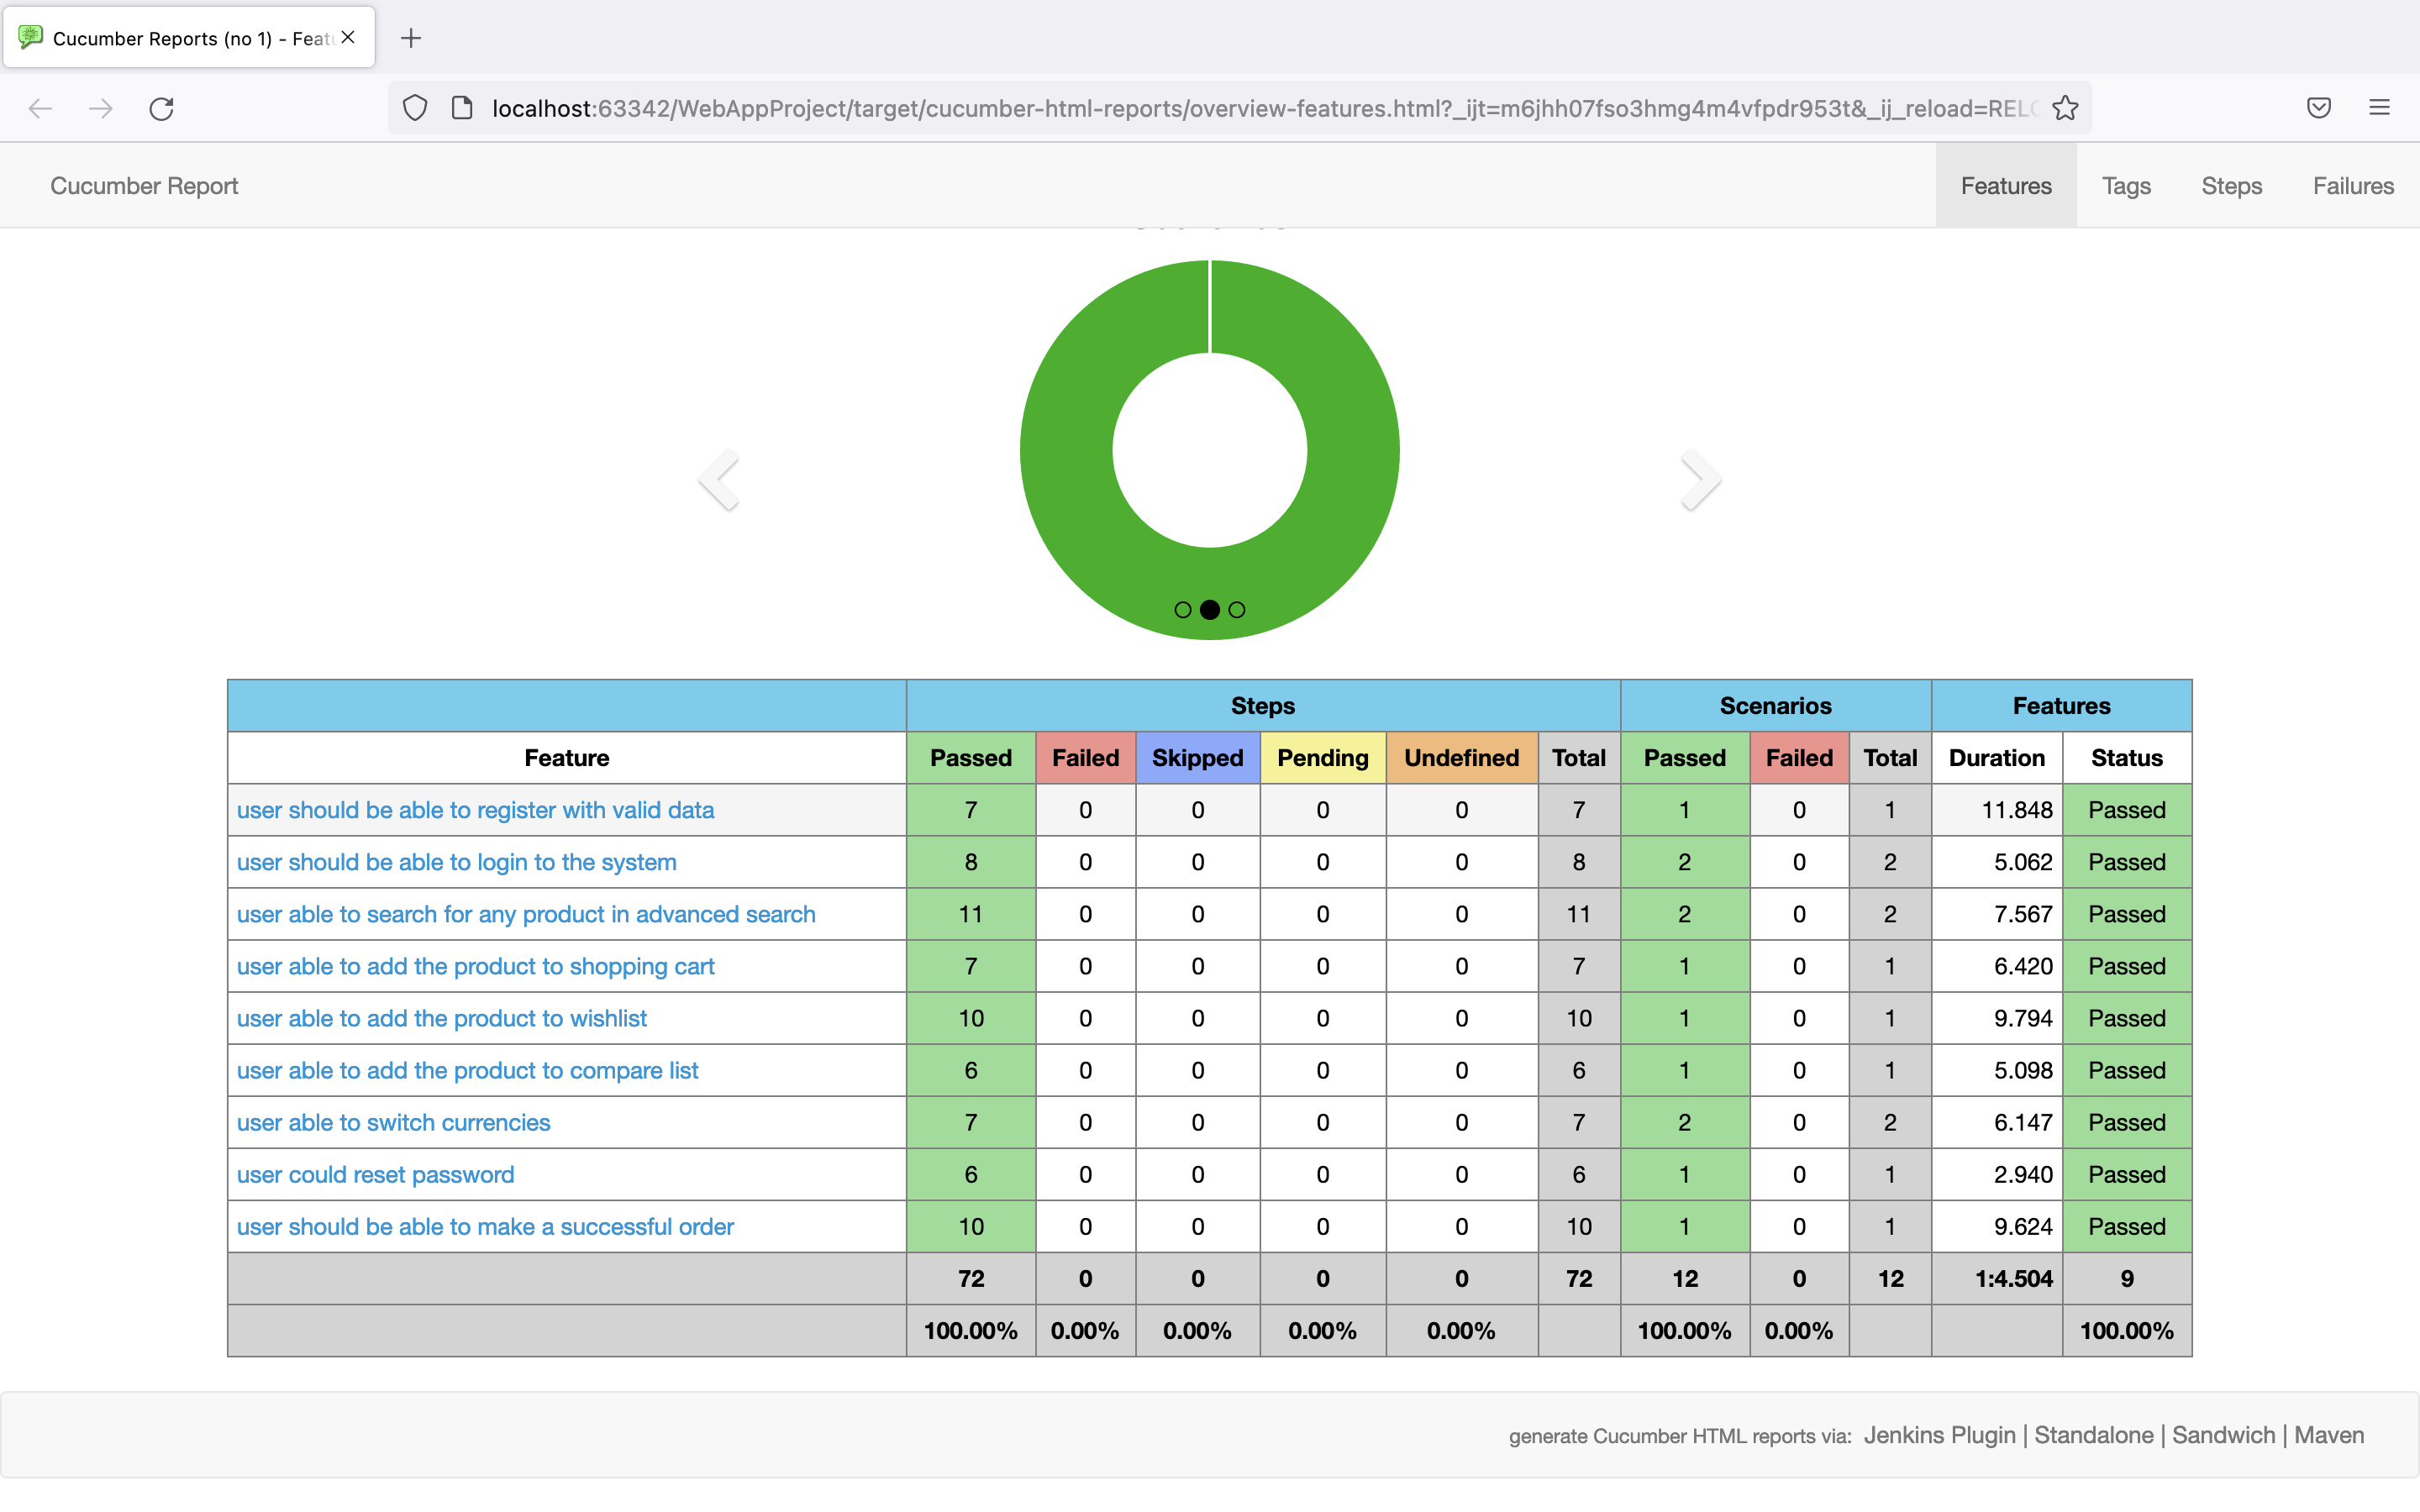 Cucumber Reports (no 1) - Feat
localhost:63342/WebAppProject/target/cucumber-html-reports/overview-features.html?_ijt=m6jhh07fso3hmg4m4vfpdr953t&_ij_reload=RELO
Cucumber Report Features Tags Steps Failures
Steps Scenarios Features
Feature Passed Failed Skipped Pending Undefined Total Passed Failed Total Duration Status
user should be able to register with valid data 7 0 0 0 0 7 1 0 1 11.848 Passed
user should be able to login to the system 8 0 0 0 0 8 2 0 2 5.062 Passed
user able to search for any product in advanced search 11 0 0 0 0 11 2 0 2 7.567 Passed
user able to add the product to shopping cart 7 0 0 0 0 7 1 0 1 6.420 Passed
user able to add the product to wishlist 10 0 0 0 0 10 1 0 1 9.794 Passed
user able to add the product to compare list 6 0 0 0 0 6 1 0 1 5.098 Passed
user able to switch currencies 7 0 0 0 0 7 2 0 2 6.147 Passed
user could reset password 6 0 0 0 0 6 1 0 1 2.940 Passed
user should be able to make a successful order 10 0 0 0 0 10 1 0 1 9.624 Passed
72 0 0 0 0 72 12 0 12 1:4.504 9
100.00% 0.00% 0.00% 0.00% 0.00% 100.00% 0.00% 100.00%
generate Cucumber HTML reports via: Jenkins Plugin | Standalone | Sandwich | Maven